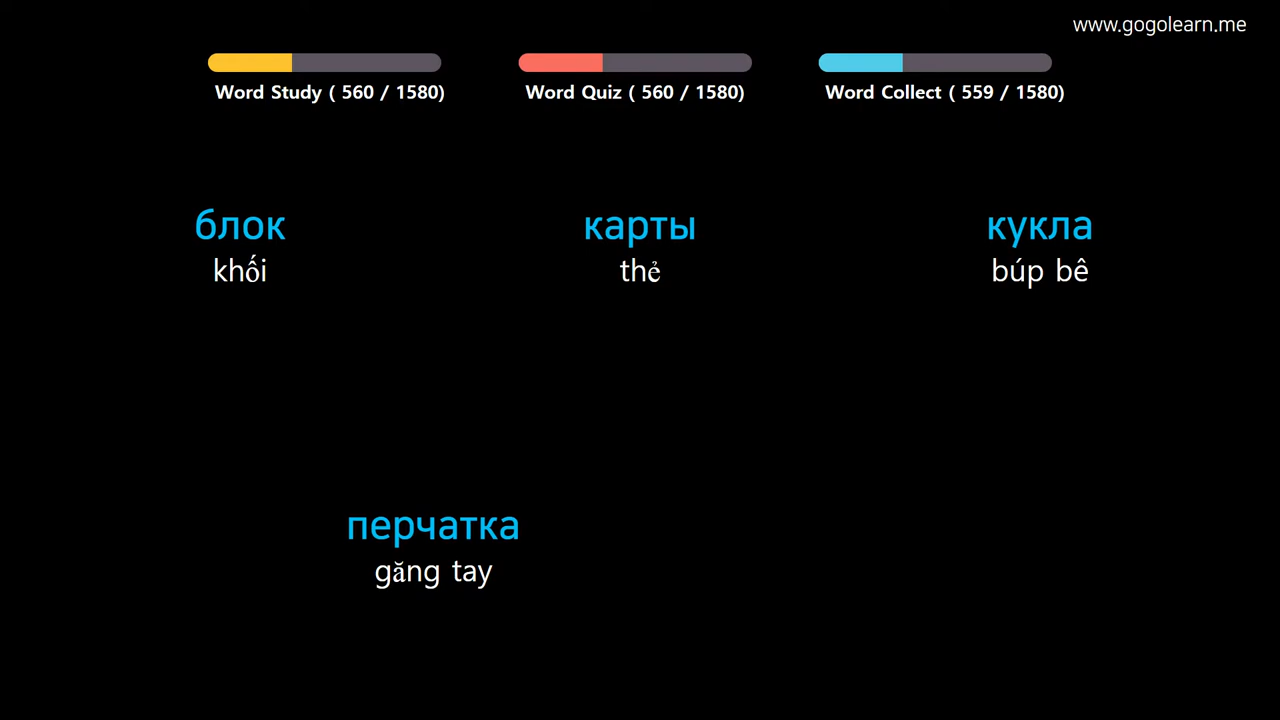 www.gogolearn.me
Word Study ( 560 / 1580)
Word Quiz ( 560 / 1580)
Word Collect ( 559 / 1580)
блок
khối
карты
thẻ
кукла
búp bê
перчатка
găng tay